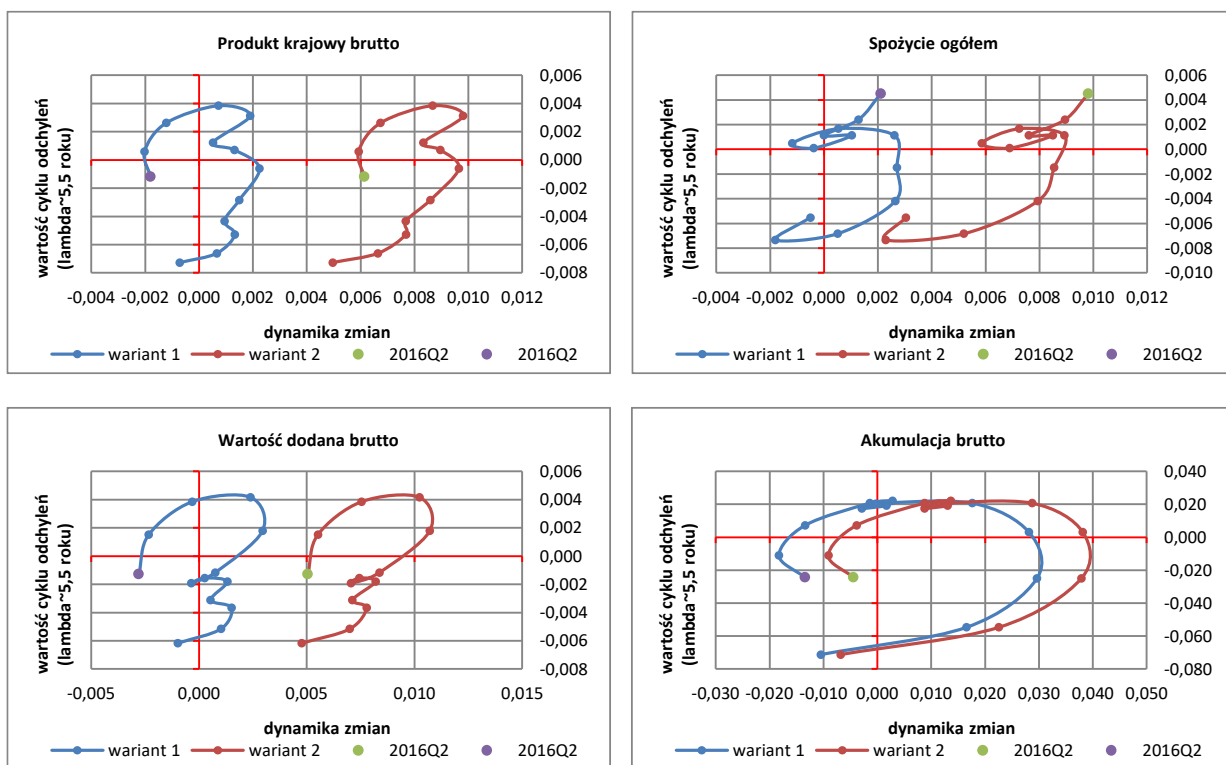 Produkt krajowy brutto
wartość cyklu odchyleń
(lambda~5,5 roku)
0,006
0,004
0,002
0,000
-0,002
-0,004
-0,006
-0,008
-0,004 -0,002 0,000 0,002 0,004 0,006 0,008 0,010 0,012
dynamika zmian
wariant 1 wariant 2 2016Q2 2016Q2
Spożycie ogółem
wartość cyklu odchyleń
(lambda~5,5 roku)
0,006
0,004
0,002
0,000
-0,002
-0,004
-0,006
-0,008
-0,010
-0,004 -0,002 0,000 0,002 0,004 0,006 0,008 0,010 0,012
dynamika zmian
wariant 1 wariant 2 2016Q2 2016Q2
Wartość dodana brutto
wartość cyklu odchyleń
(lambda~5,5 roku)
0,006
0,004
0,002
0,000
-0,002
-0,004
-0,006
-0,008
-0,005 0,000 0,005 0,010 0,015
dynamika zmian
wariant 1 wariant 2 2016Q2 2016Q2
Akumulacja brutto
wartość cyklu odchyleń
(lambda~5,5 roku)
0,040
0,020
0,000
-0,020
-0,040
-0,060
-0,080
-0,030 -0,020 -0,010 0,000 0,010 0,020 0,030 0,040 0,050
dynamika zmian
wariant 1 wariant 2 2016Q2 2016Q2